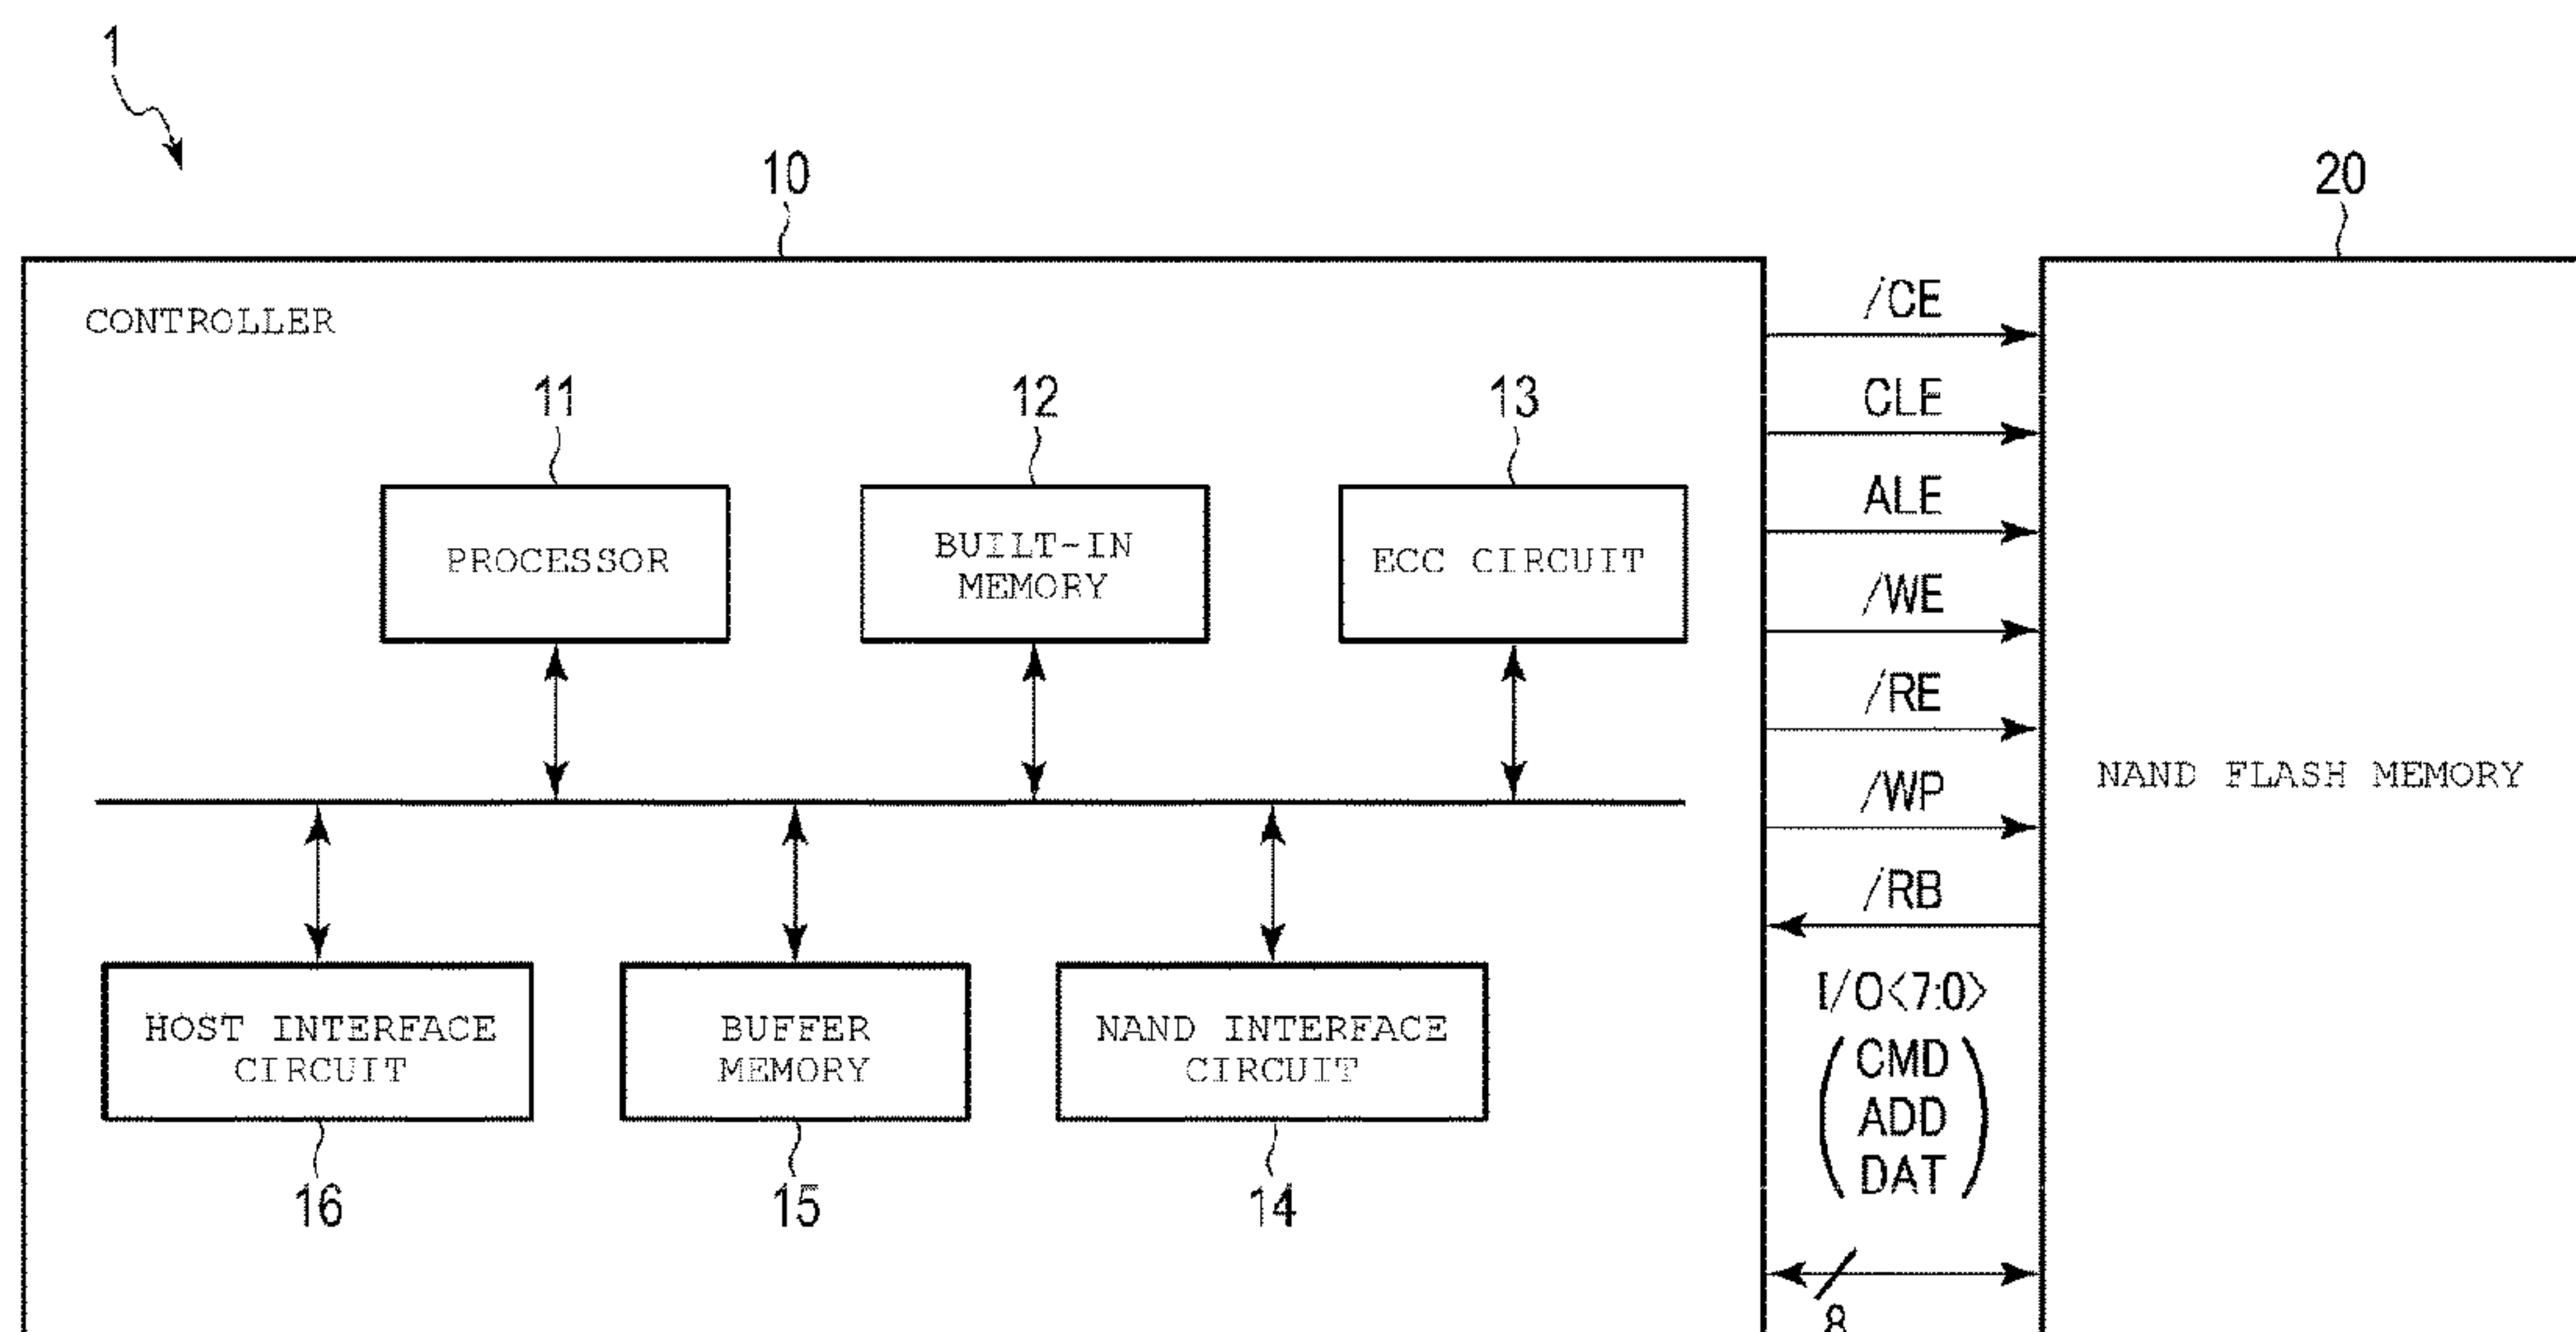 1
10
20
CONTROLLER
/CE
CLE
ALE
/WE
/RE
/WP
/RB
I/O<7:0>
CMD
ADD
DAT
8
11
12
13
PROCESSOR
BUILT-IN
MEMORY
ECC CIRCUIT
HOST INTERFACE
CIRCUIT
BUFFER
MEMORY
NAND INTERFACE
CIRCUIT
16
15
14
NAND FLASH MEMORY